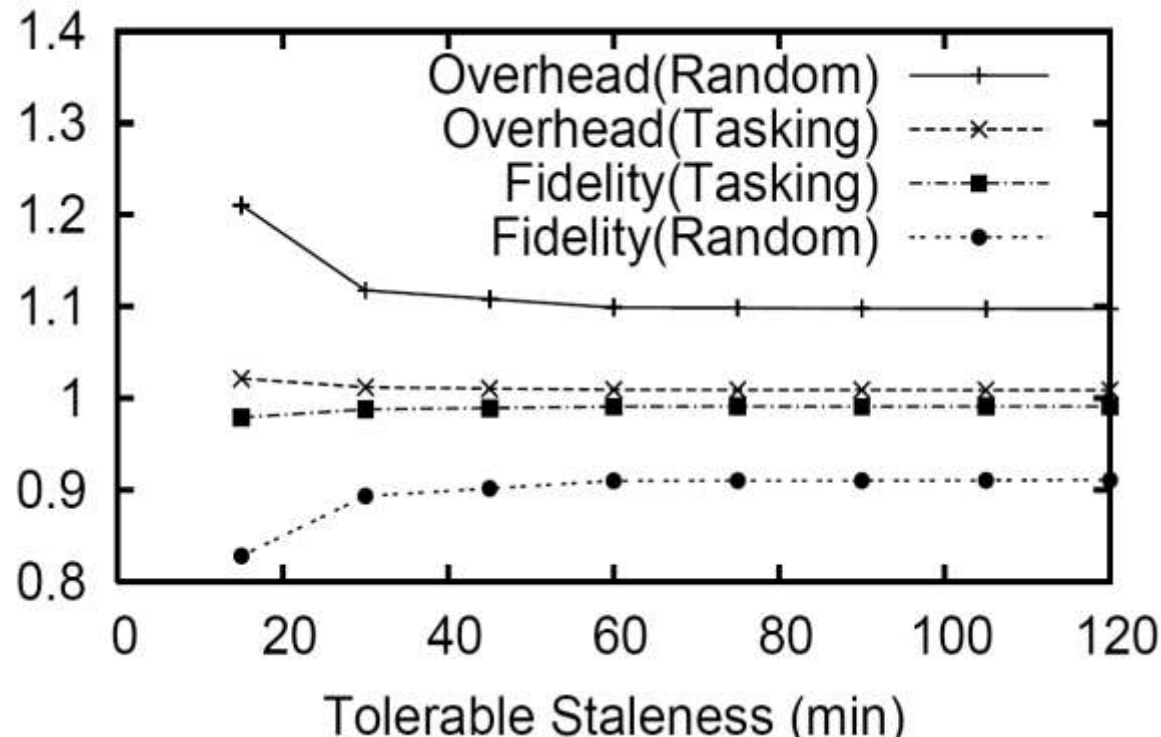 1.4
1.3
1.2
1.1
1
0.9
0.8
Overhead(Random)
Overhead(Tasking)
Fidelity(Tasking)
Fidelity(Random)
0 20 40 60 80 100 120
Tolerable Staleness (min)